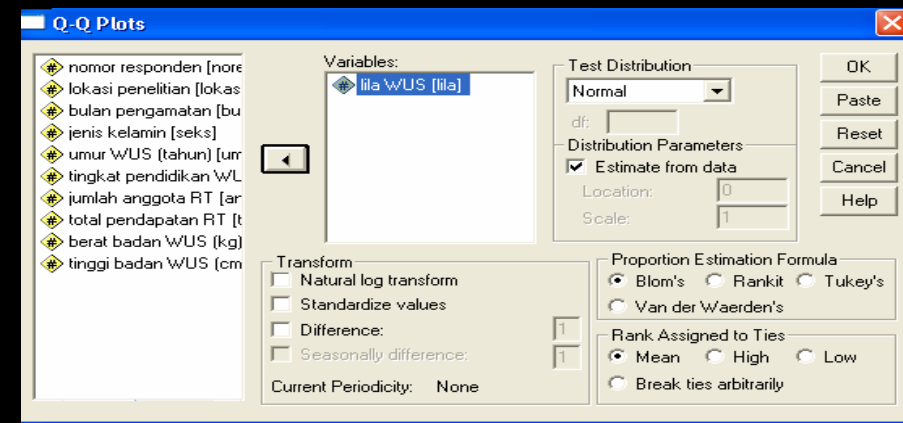 Q-Q Plots
nomor responden [nore
lokasi penelitian [lokas
bulan pengamatan [bu
jenis kelamin [seks]
umur WUS (tahun) [um
tingkat pendidikan WU
jumlah anggota RT [an
total pendapatan RT [t
berat badan WUS (kg)
tinggi badan WUS (cm
Variables:
lila WUS [lila]
Test Distribution
Normal
df:
Distribution Parameters
Estimate from data
Location: 0
Scale: 1
OK
Paste
Reset
Cancel
Help
Transform
Natural log transform
Standardize values
Difference: 1
Seasonally difference: 1
Current Periodicity: None
Proportion Estimation Formula
Blom's Rankit Tukey's
Van der Waerden's
Rank Assigned to Ties
Mean High Low
Break ties arbitrarily